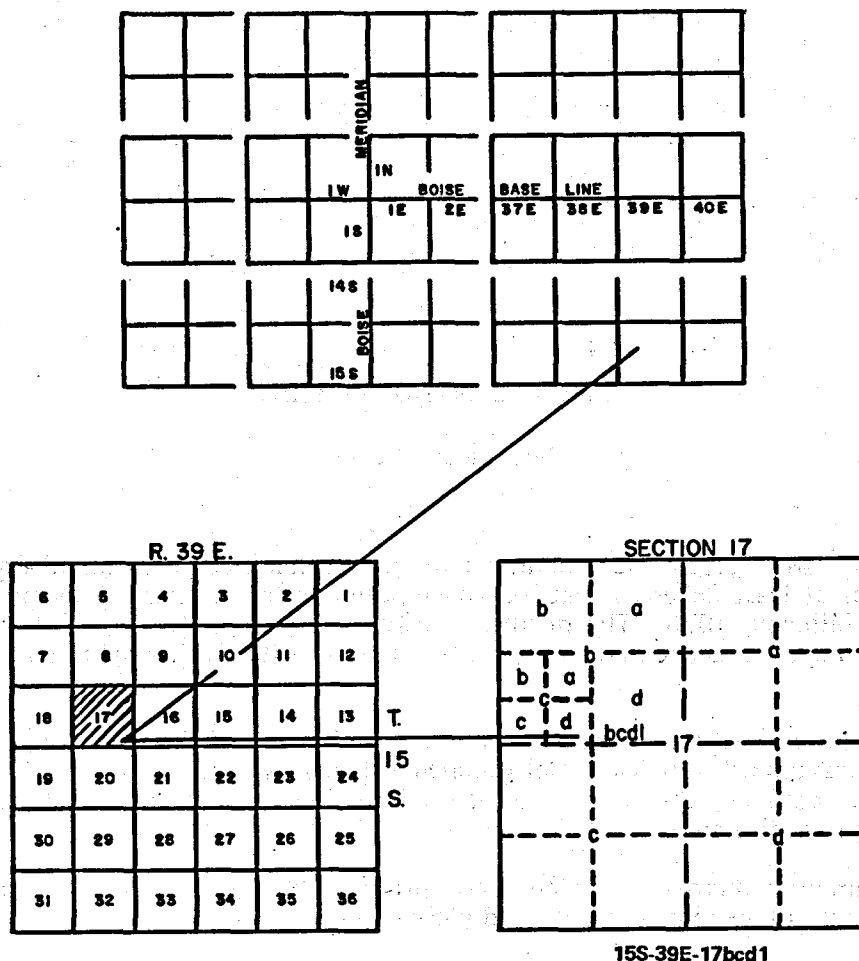 MERIDIAN
1N
1W BOISE BASE LINE
1E 2E 37E 38E 39E 40E
1S
14S
BOISE
15S
R. 39 E.
6 5 4 3 2 1
7 8 9 10 11 12
18 17 16 15 14 13
19 20 21 22 23 24
30 29 28 27 26 25
31 32 33 34 35 36
T.
15
S.
SECTION 17
b a
b a
b a d
c
c d bcd1
17
c d
15S-39E-17bcd1